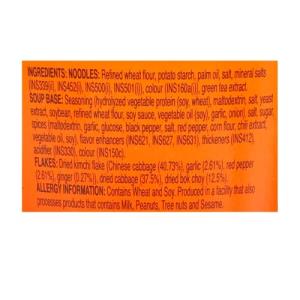 INGREDIENTS: NOODLES: Refined wheat flour, potato starch, palm oil, salt, mineral salts
(INS339(ii), INS452(i), INS500(i), INS501(i)), colour (INS160a(i)), green tea extract.
SOUP BASE: Seasoning (hydrolyzed vegetable protein (soy, wheat), maltodextrin, salt, yeast
extract, soybean, refined wheat flour, soy sauce, vegetable oil (soy), garlic, onion), salt, sugar,
spices (maltodextrin, garlic, glucose, black pepper, salt, red pepper, corn flour, chili extract,
vegetable oil, soy), flavor enhancers (INS621, INS627, INS631), thickeners (INS412),
acidifier (INS330), colour (INS150c).
FLAKES: Dried mixch flake (Chinese cabbage (40.73%), garlic (2.61%), red pepper
(2.61%), ginger (0.27%)), dried cabbage (37.5%), dried bok choy (12.5%).
ALLERGY INFORMATION: Contains Wheat and Soy. Produced in a facility that also
processes products that contains Milk, Peanuts, Tree nuts and Sesame.